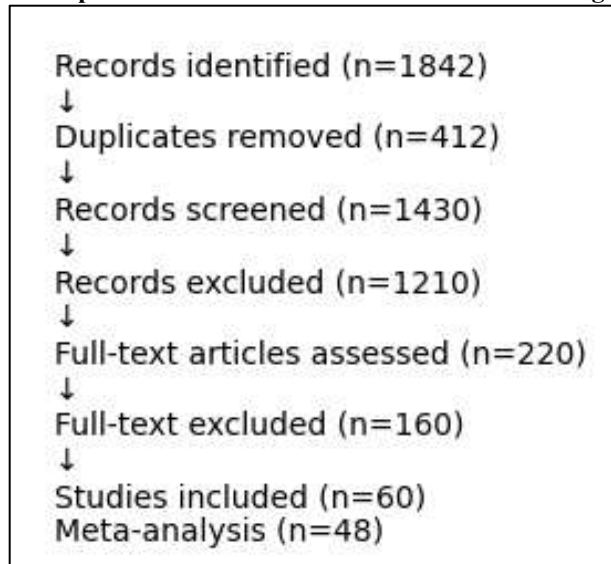 Records identified (n=1842)
↓
Duplicates removed (n=412)
↓
Records screened (n=1430)
↓
Records excluded (n=1210)
↓
Full-text articles assessed (n=220)
↓
Full-text excluded (n=160)
↓
Studies included (n=60)
Meta-analysis (n=48)